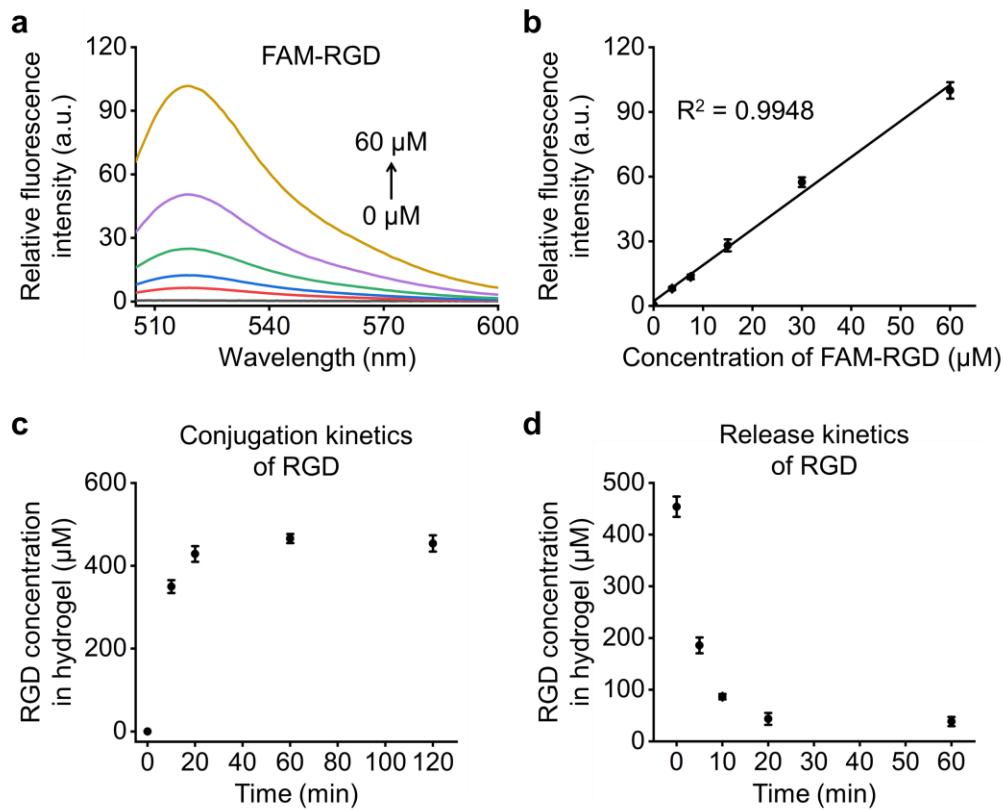 a
FAM-RGD
Relative fluorescence
intensity (a.u.)
120
90
60
30
0
60 µM
0 µM
510
540
570
600
Wavelength (nm)
b
Relative fluorescence
intensity (a.u.)
120
90
60
30
0
R² = 0.9948
0
10
20
30
40
50
60
Concentration of FAM-RGD (µM)
c
Conjugation kinetics
of RGD
RGD concentration
in hydrogel (µM)
600
400
200
0
0
20
40
60
80
100
120
Time (min)
d
Release kinetics
of RGD
RGD concentration
in hydrogel (µM)
500
400
300
200
100
0
0
10
20
30
40
50
60
Time (min)